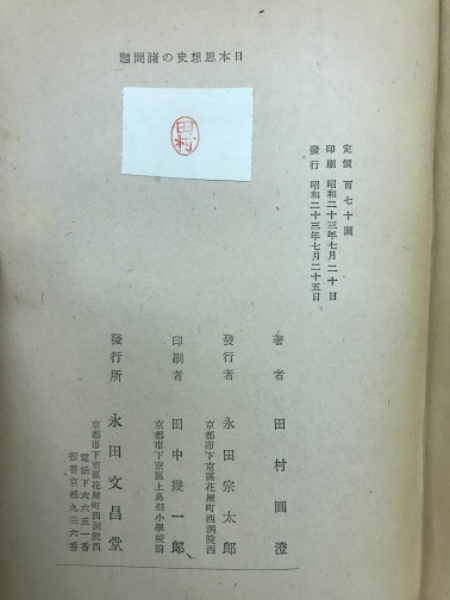 日本思想史の諸問題
田村
定價 百七十圓
印刷 昭和二十三年七月二十日
發行 昭和二十三年七月二十五日
著者 田村圓澄
發行者 永田宗太郎
京都市下京區花屋町西洞院西
印刷者 田中幾一郎
京都市下京區上鳥羽小學校前
發行所 永田文昌堂
京都市下京區花屋町西洞院西
電話下六六五一番
振替京都九三六番